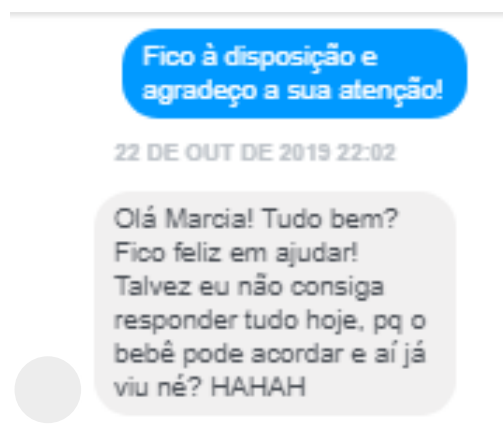 Fico à disposição e
agradeço a sua atenção!
22 DE OUT DE 2019 22:02
Olá Marcia! Tudo bem?
Fico feliz em ajudar!
Talvez eu não consiga
responder tudo hoje, pq o
bebê pode acordar e aí já
viu né? HAHAH